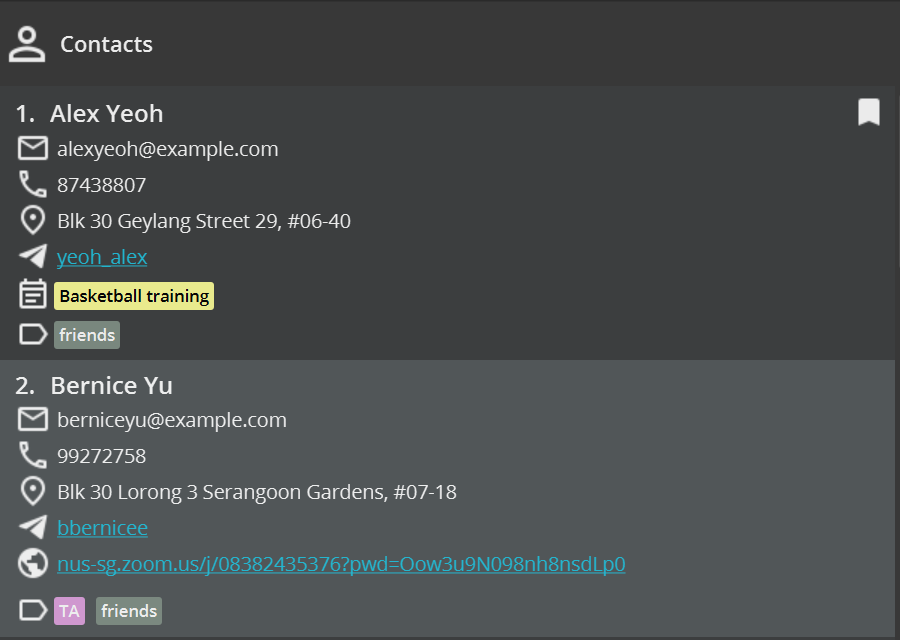 Contacts
1. Alex Yeoh
alexyeoh@example.com
87438807
Blk 30 Geylang Street 29, #06-40
yeoh_alex
Basketball training
friends
2. Bernice Yu
berniceyu@example.com
99272758
Blk 30 Lorong 3 Serangoon Gardens, #07-18
bbernicee
nus-sg.zoom.us/j/08382435376?pwd=Oow3u9N098nh8nsdLp0
TA friends